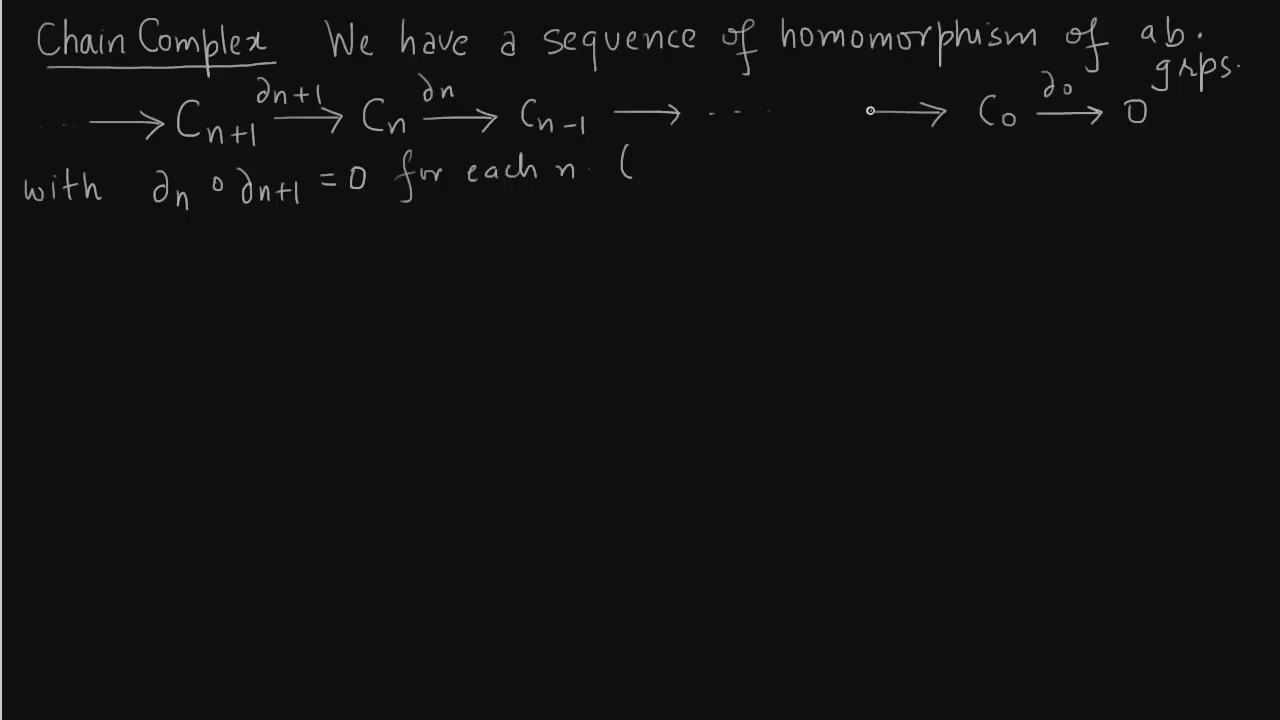 Chain Complex We have a sequence of homomorphism of ab. grps.
... → Cn+1 ∂n+1→ Cn ∂n→ Cn-1 → ... → C0 ∂0→ 0
with ∂n ∘ ∂n+1 = 0 for each n. (